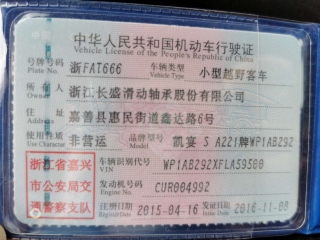 中华人民共和国机动车行驶证
Vehicle License of the People's Republic of China
号牌号码 浙FAT666 车辆类型 小型越野客车
Plate No. Vehicle Type
所有人 浙江长盛滑动轴承股份有限公司
Owner
住址 嘉善县惠民街道鑫达路6号
Address
使用性质 非营运 品牌型号 凯宴 S A221牌WP1AB292
Use Character Model
浙江省嘉兴 车辆识别代号 WP1AB292XFLA59500
VIN
市公安局交 发动机号码 CUR004992
Engine No.
通警察支队 注册日期 2015-04-16 发证日期 2016-11-08
Register Date Issue Date